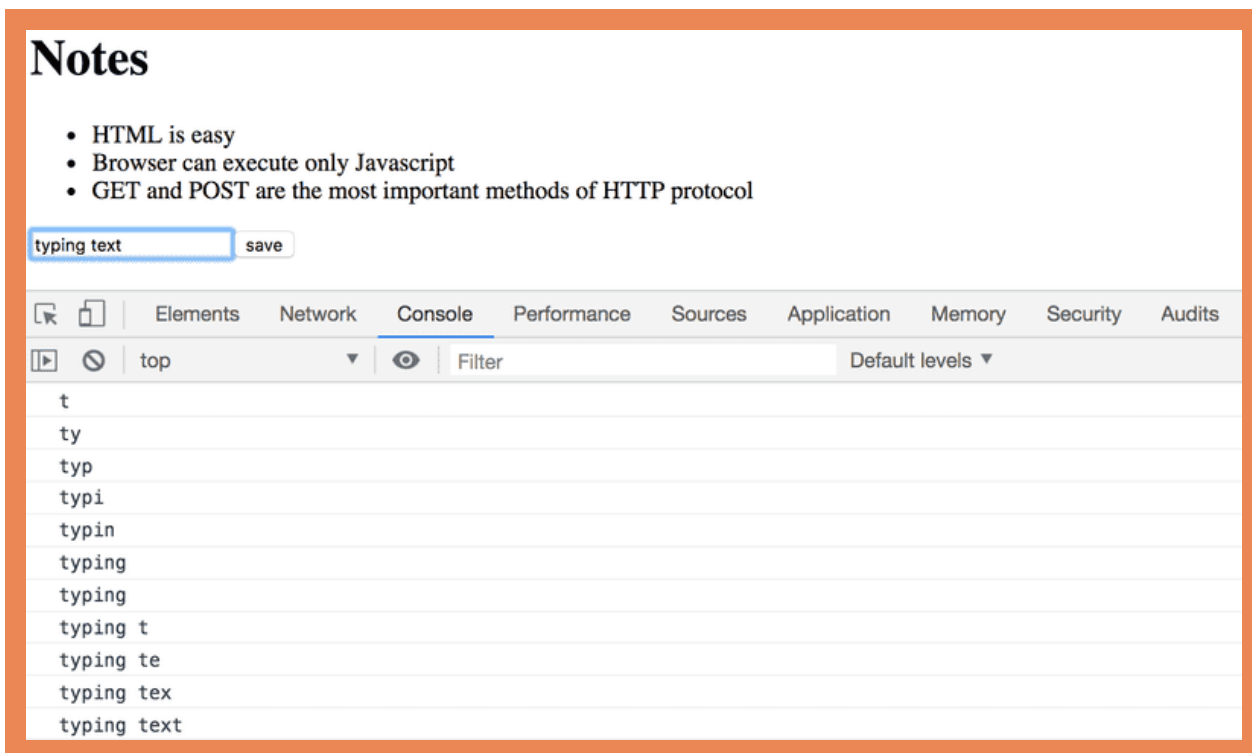 Notes
• HTML is easy
• Browser can execute only Javascript
• GET and POST are the most important methods of HTTP protocol
typing text save
Elements Network Console Performance Sources Application Memory Security Audits
top Filter Default levels
t
ty
typ
typi
typin
typing
typing
typing t
typing te
typing tex
typing text